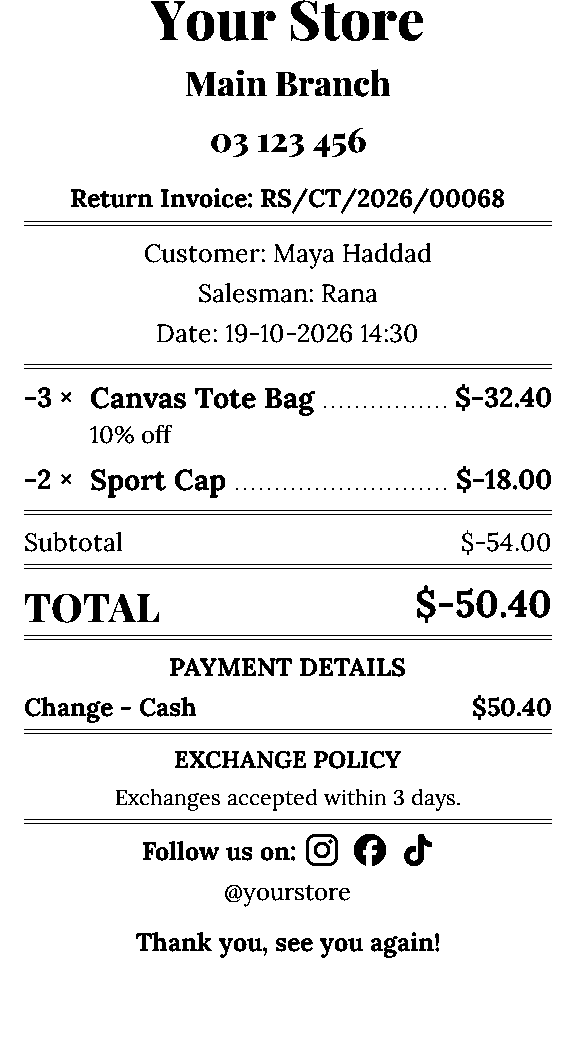 Your Store
Main Branch
03 123 456
Return Invoice: RS/CT/2026/00068
Customer: Maya Haddad
Salesman: Rana
Date: 19-10-2026 14:30
-3 × Canvas Tote Bag ................ $-32.40
10% off
-2 × Sport Cap ............................ $-18.00
Subtotal $-54.00
TOTAL $-50.40
PAYMENT DETAILS
Change - Cash $50.40
EXCHANGE POLICY
Exchanges accepted within 3 days.
Follow us on:
@yourstore
Thank you, see you again!